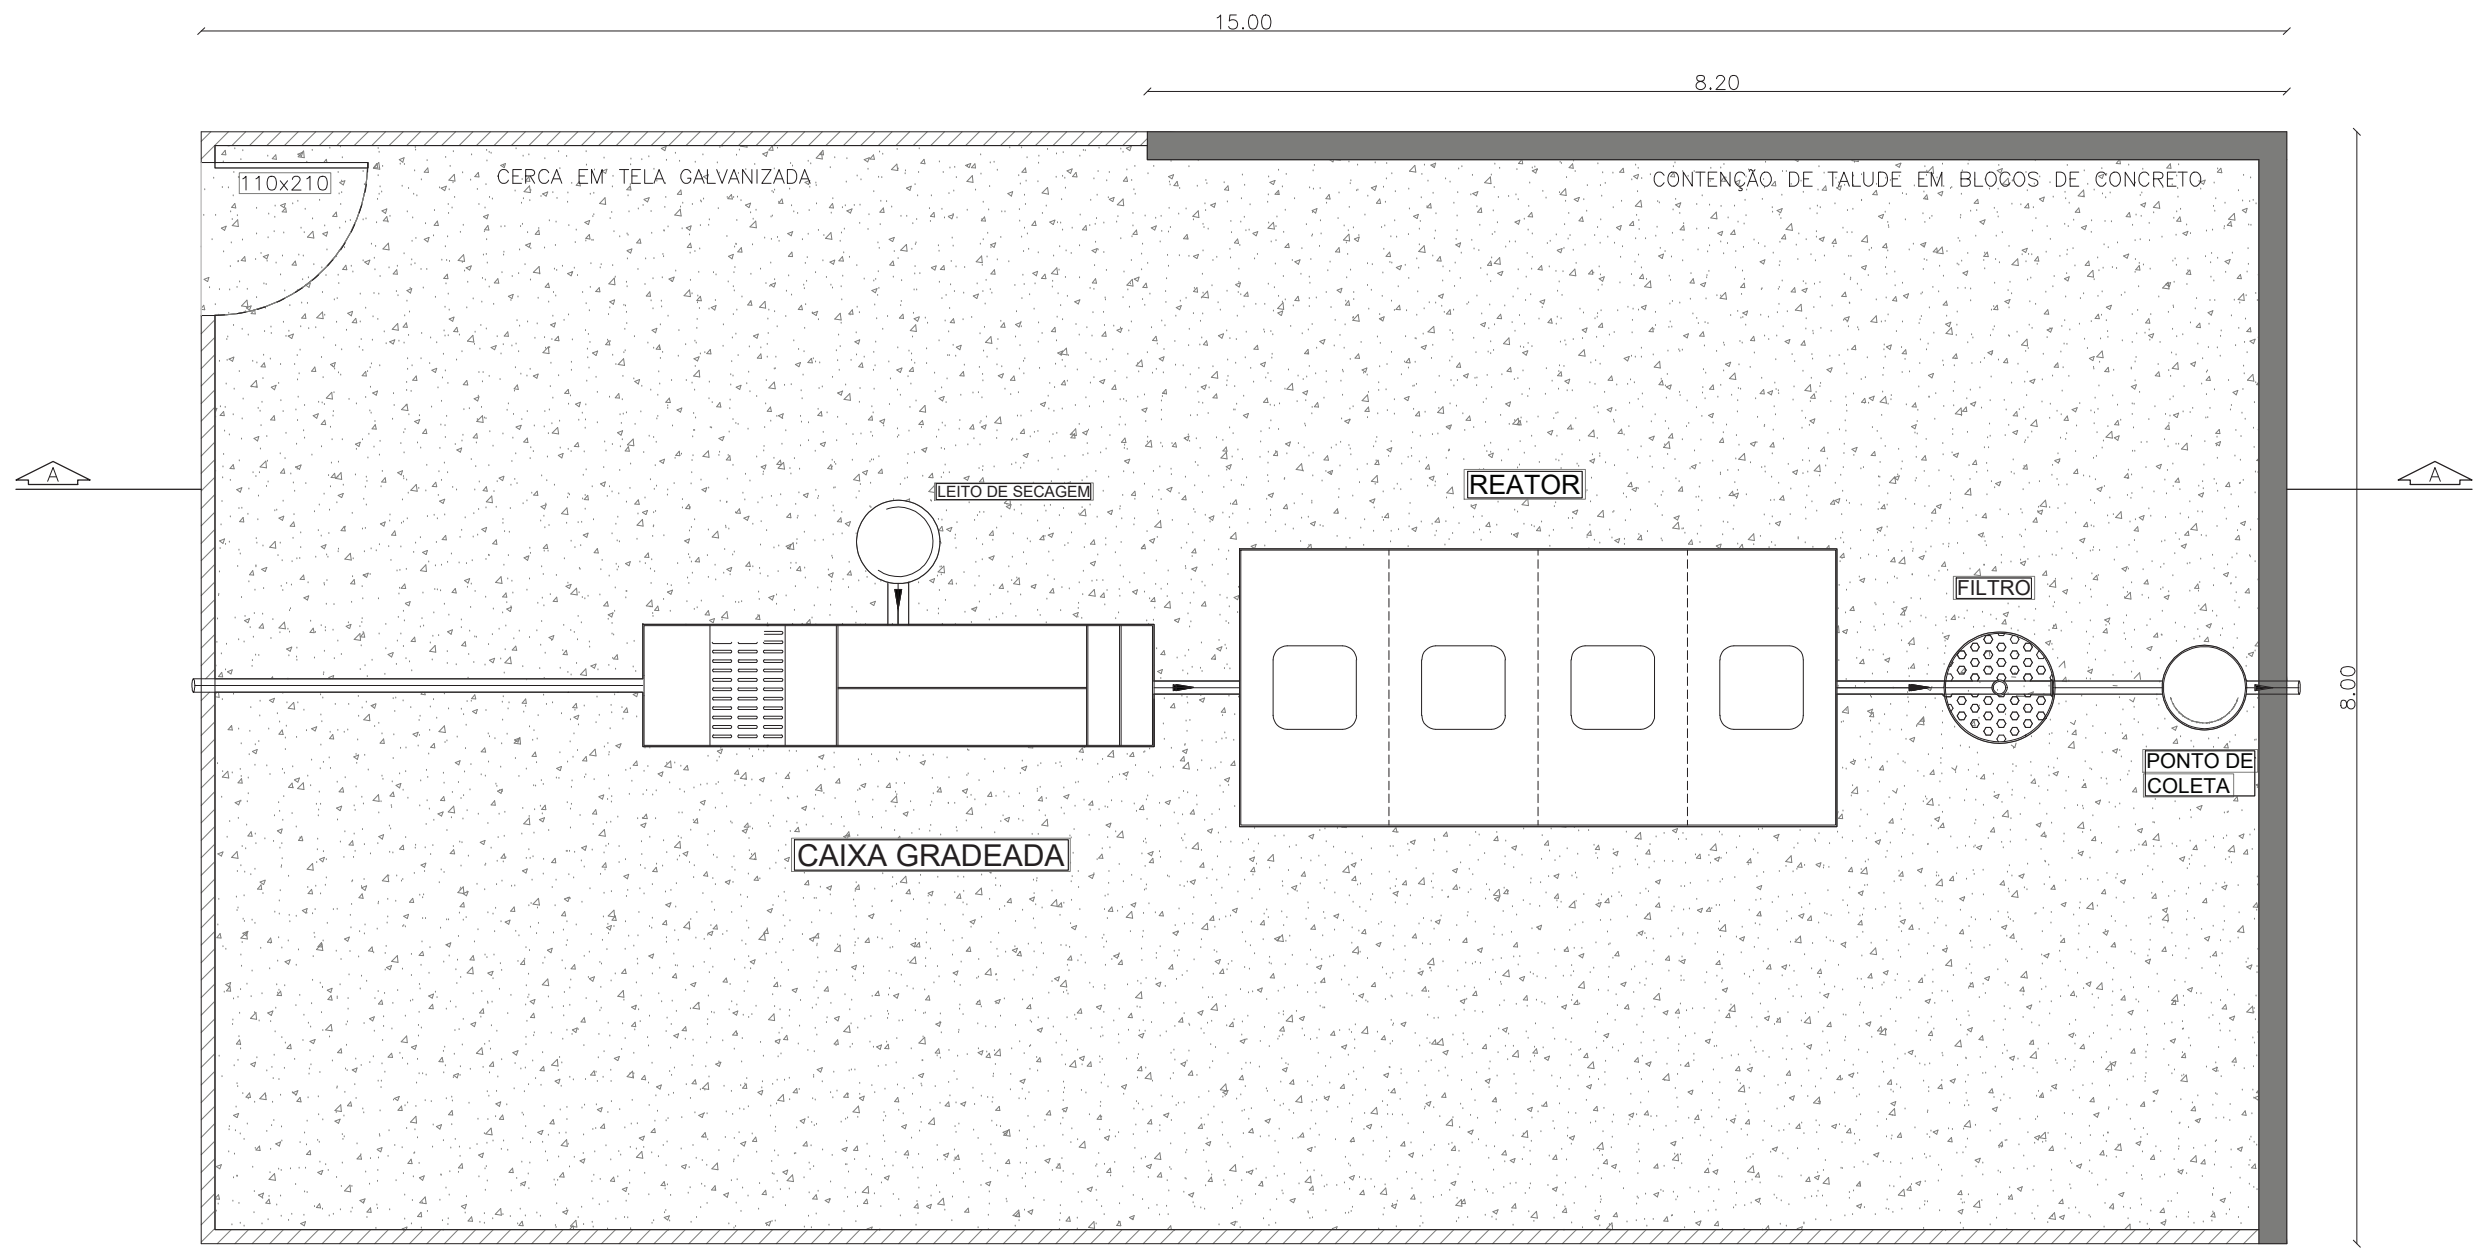 15.00
8.20
110x210
CERCA EM TELA GALVANIZADA
CONTENÇÃO DE TALUDE EM BLOCOS DE CONCRETO
A
A
LEITO DE SECAGEM
REATOR
FILTRO
8.00
PONTO DE
COLETA
CAIXA GRADEADA